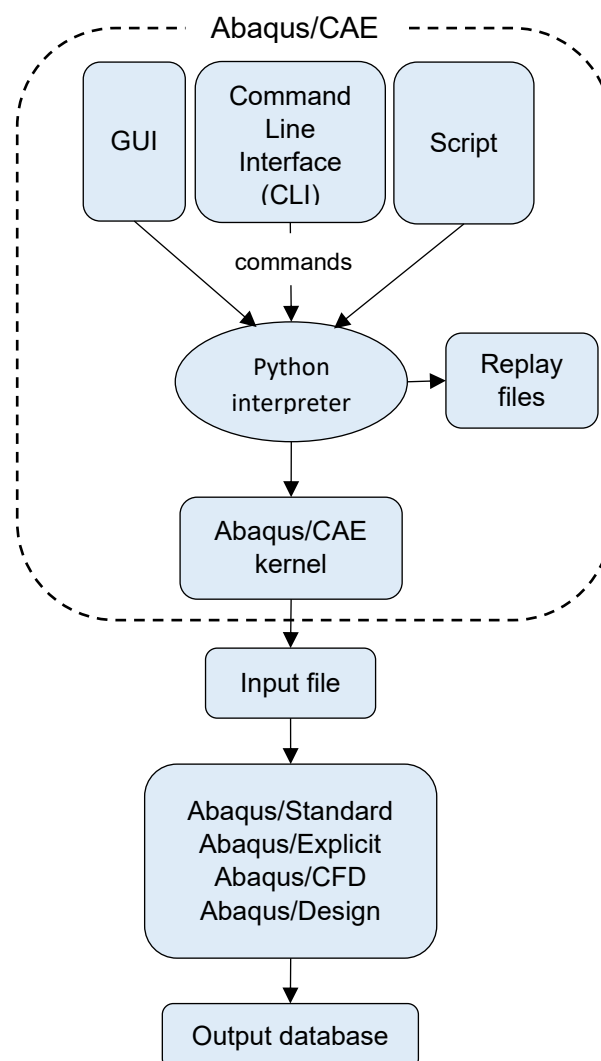 Abaqus/CAE
GUI
Command
Line
Interface
(CLI)
Script
commands
Python
interpreter
Replay
files
Abaqus/CAE
kernel
Input file
Abaqus/Standard
Abaqus/Explicit
Abaqus/CFD
Abaqus/Design
Output database